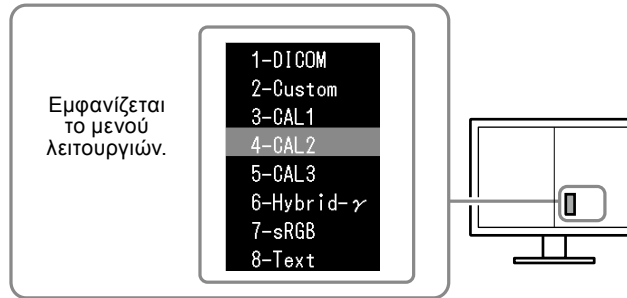 Εμφανίζεται
το μενού
λειτουργιών.
1-DICOM
2-Custom
3-CAL1
4-CAL2
5-CAL3
6-Hybrid-γ
7-sRGB
8-Text